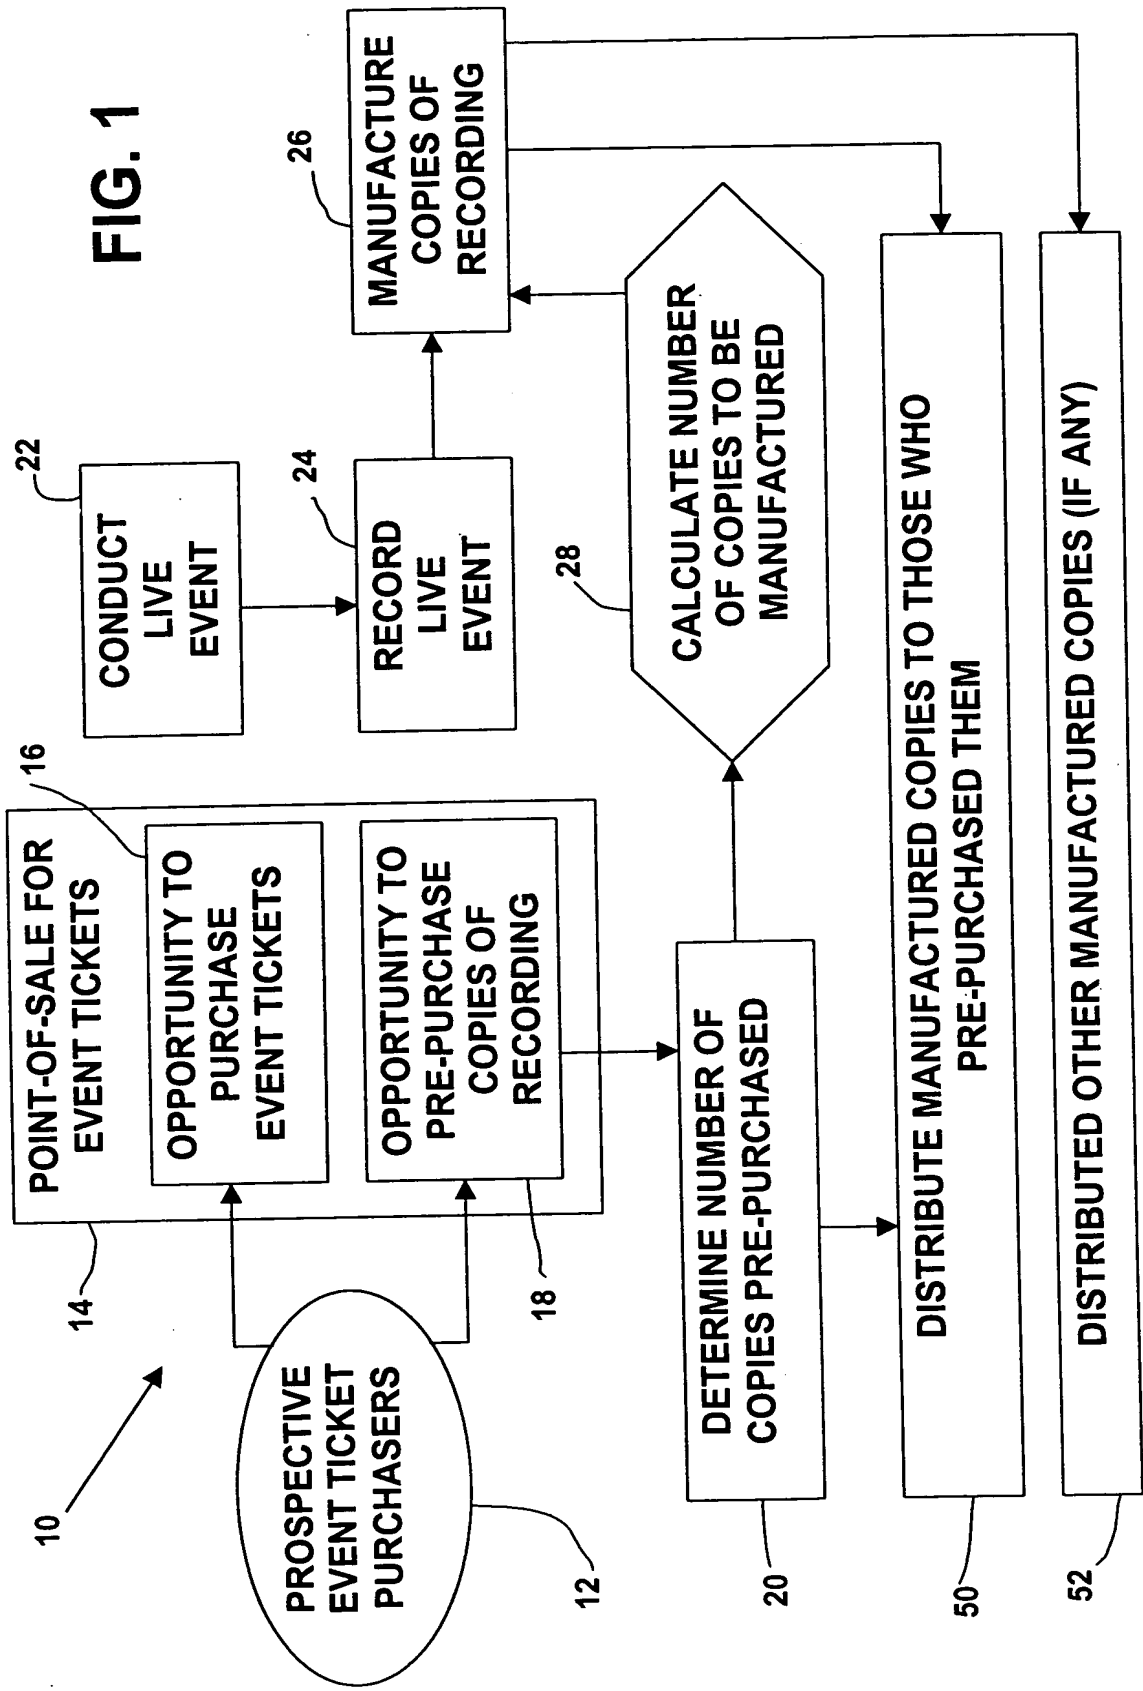 FIG. 1
10
PROSPECTIVE
EVENT TICKET
PURCHASERS
12
14
POINT-OF-SALE FOR
EVENT TICKETS
16
OPPORTUNITY TO
PURCHASE
EVENT TICKETS
OPPORTUNITY TO
PRE-PURCHASE
COPIES OF
RECORDING
18
22
CONDUCT
LIVE
EVENT
24
RECORD
LIVE
EVENT
26
MANUFACTURE
COPIES OF
RECORDING
28
CALCULATE NUMBER
OF COPIES TO BE
MANUFACTURED
DETERMINE NUMBER OF
COPIES PRE-PURCHASED
20
DISTRIBUTE MANUFACTURED COPIES TO THOSE WHO
PRE-PURCHASED THEM
50
DISTRIBUTED OTHER MANUFACTURED COPIES (IF ANY)
52